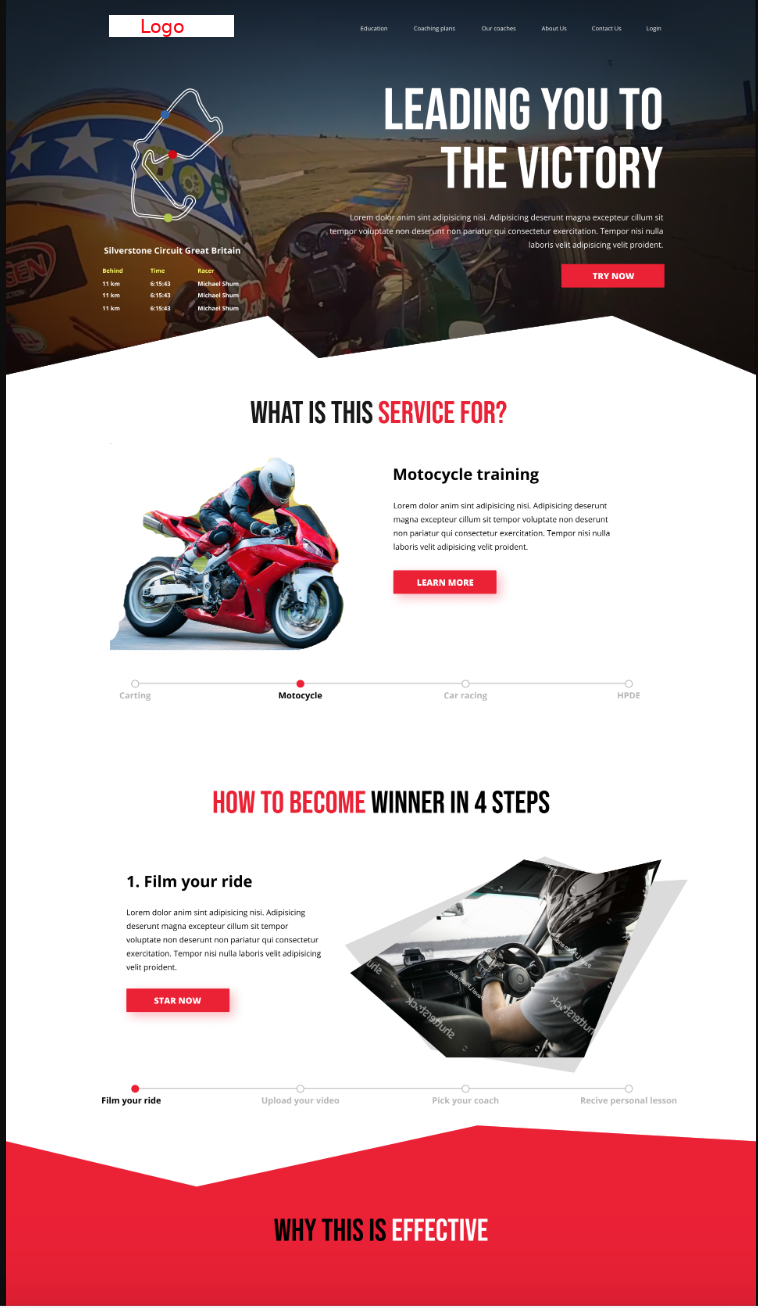 Logo
Education Coaching plans Our coaches About Us Contact Us Login
LEADING YOU TO
THE VICTORY
Lorem dolor anim sint adipisicing nisi. Adipisicing deserunt magna excepteur cillum sit
tempor voluptate non deserunt non pariatur qui consectetur exercitation. Tempor nisi nulla
laboris velit adipisicing velit proident.
TRY NOW
Silverstone Circuit Great Britain
Behind Time Racer
11 km 6:15:43 Michael Shum
11 km 6:15:43 Michael Shum
11 km 6:15:43 Michael Shum
WHAT IS THIS SERVICE FOR?
Motocycle training
Lorem dolor anim sint adipisicing nisi. Adipisicing deserunt
magna excepteur cillum sit tempor voluptate non deserunt
non pariatur qui consectetur exercitation. Tempor nisi nulla
laboris velit adipisicing velit proident.
LEARN MORE
Carting Motocycle Car racing HPDE
HOW TO BECOME WINNER IN 4 STEPS
1. Film your ride
Lorem dolor anim sint adipisicing nisi. Adipisicing
deserunt magna excepteur cillum sit tempor
voluptate non deserunt non pariatur qui consectetur
exercitation. Tempor nisi nulla laboris velit adipisicing
velit proident.
STAR NOW
shutterstock
shutterstock
Film your ride Upload your video Pick your coach Recive personal lesson
WHY THIS IS EFFECTIVE